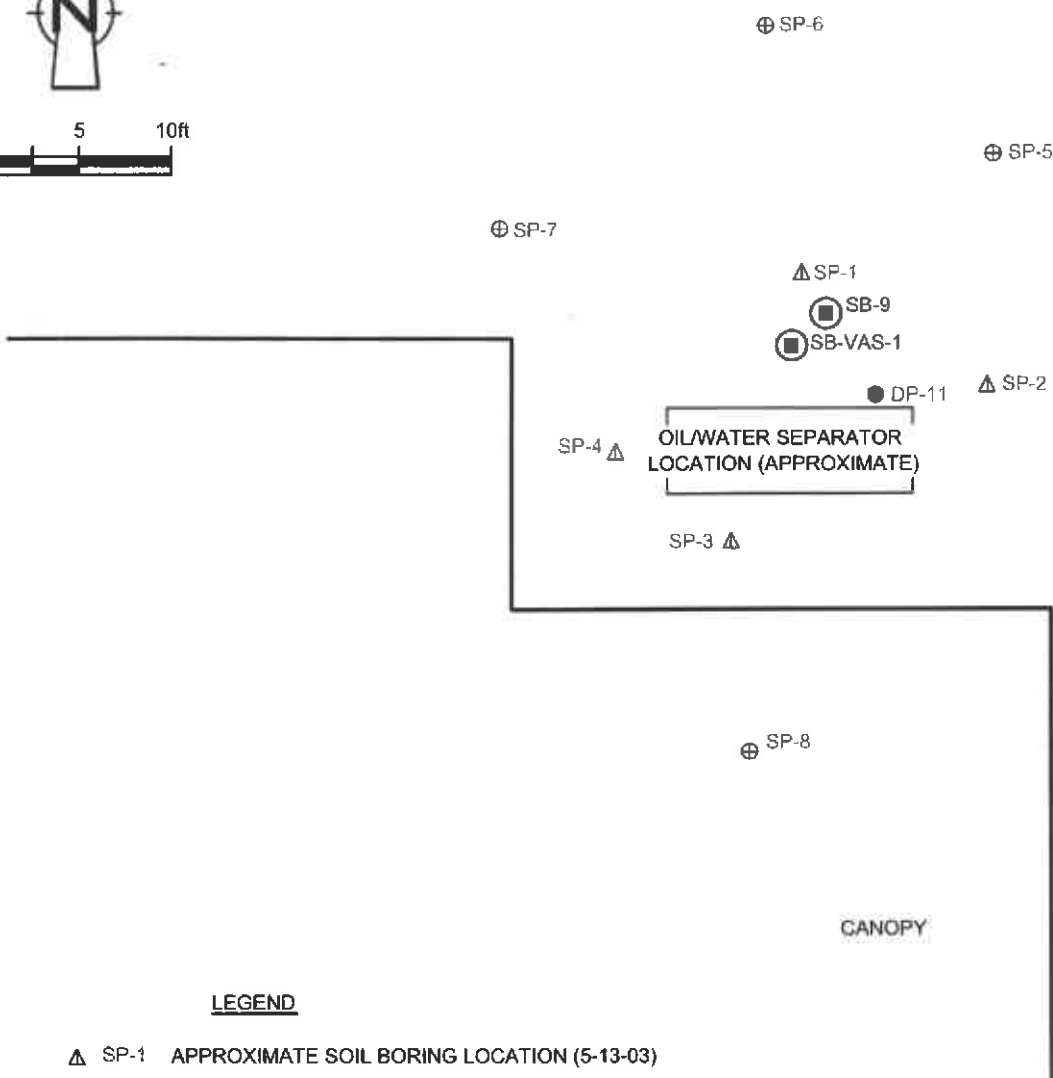 N
SP-6
5 10ft
SP-5
SP-7
SP-1
SB-9
SB-VAS-1
SP-2
DP-11
OIL/WATER SEPARATOR
LOCATION (APPROXIMATE)
SP-4
SP-3
SP-8
CANOPY
LEGEND
SP-1 APPROXIMATE SOIL BORING LOCATION (5-13-03)